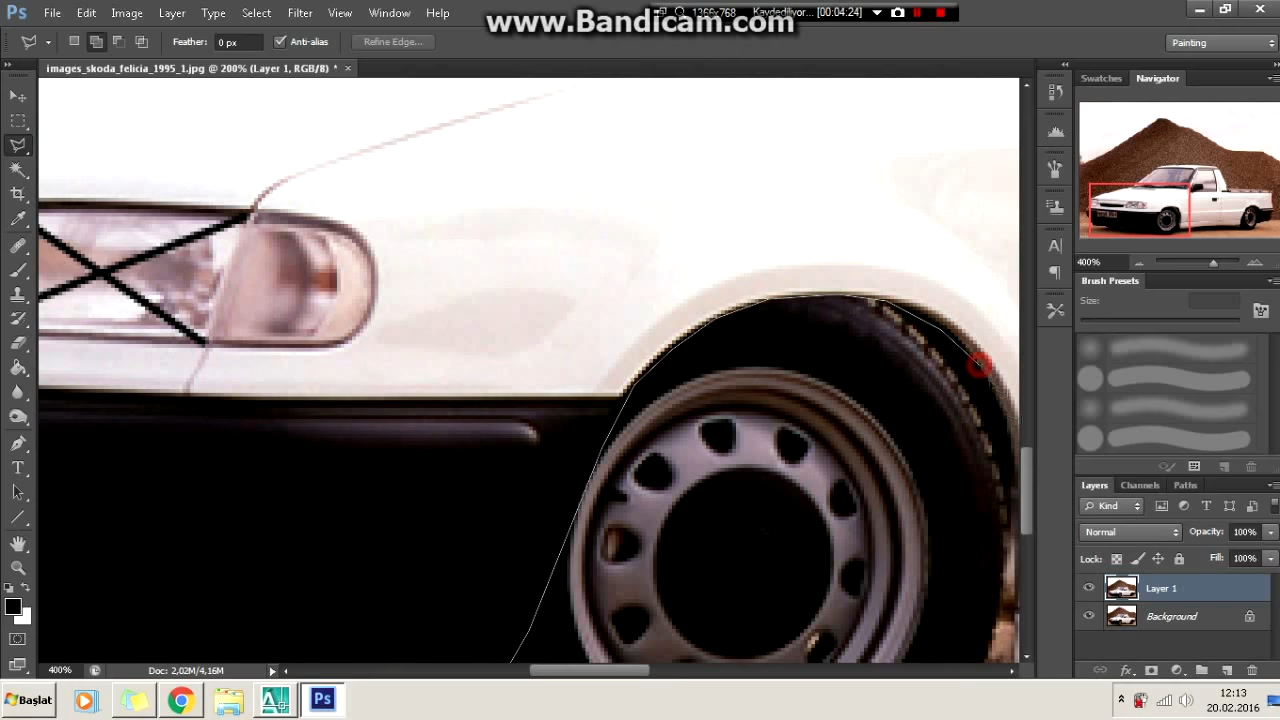 Ps File Edit Image Layer Type Select Filter View Window Help
1366x768 Kaydediliyor... [00:04:24]
www.Bandicam.com
Feather: 0 px Anti-alias Refine Edge... Painting
images_skoda_felicia_1995_1.jpg @ 200% (Layer 1, RGB/8) * ×
Swatches Navigator
400%
Brush Presets
Size:
Layers Channels Paths
Kind
Normal Opacity: 100%
Lock: Fill: 100%
Layer 1
Background
400% Doc: 2,02M/4,16M
Başlat Ps 12:13
20.02.2016